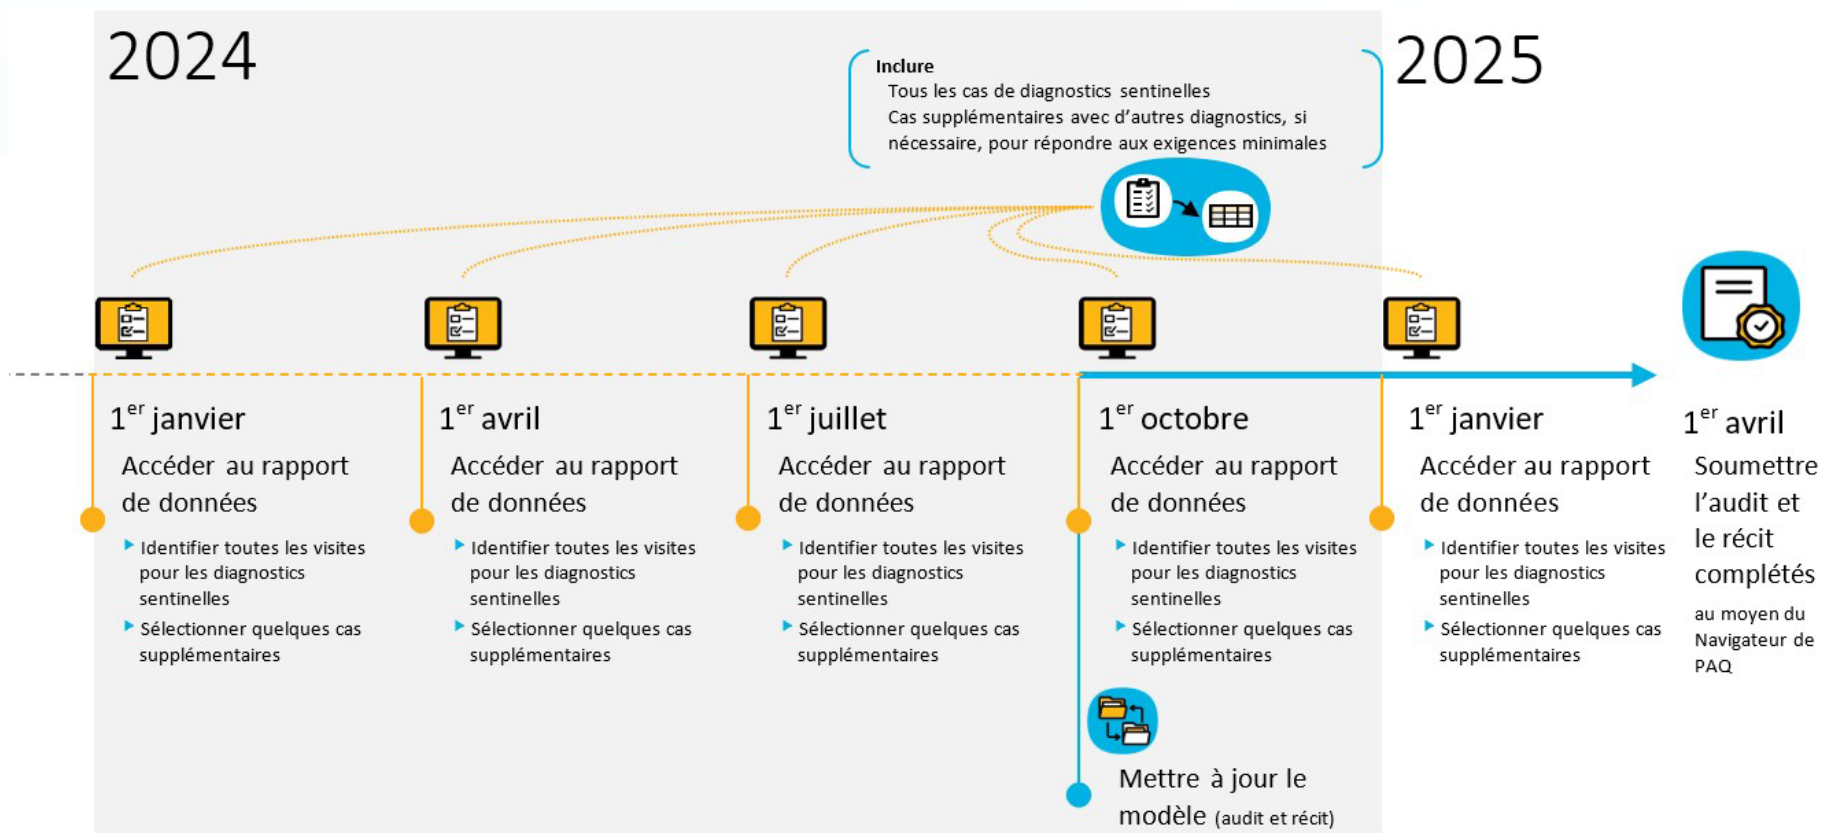 2024
2025
Inclure
Tous les cas de diagnostics sentinelles
Cas supplémentaires avec d’autres diagnostics, si
nécessaire, pour répondre aux exigences minimales
1er janvier
Accéder au rapport
de données
Identifier toutes les visites
pour les diagnostics
sentinelles
Sélectionner quelques cas
supplémentaires
1er avril
Accéder au rapport
de données
Identifier toutes les visites
pour les diagnostics
sentinelles
Sélectionner quelques cas
supplémentaires
1er juillet
Accéder au rapport
de données
Identifier toutes les visites
pour les diagnostics
sentinelles
Sélectionner quelques cas
supplémentaires
1er octobre
Accéder au rapport
de données
Identifier toutes les visites
pour les diagnostics
sentinelles
Sélectionner quelques cas
supplémentaires
Mettre à jour le
modèle (audit et récit)
1er janvier
Accéder au rapport
de données
Identifier toutes les visites
pour les diagnostics
sentinelles
Sélectionner quelques cas
supplémentaires
1er avril
Soumettre
l’audit et
le récit
complétés
au moyen du
Navigateur de
PAQ